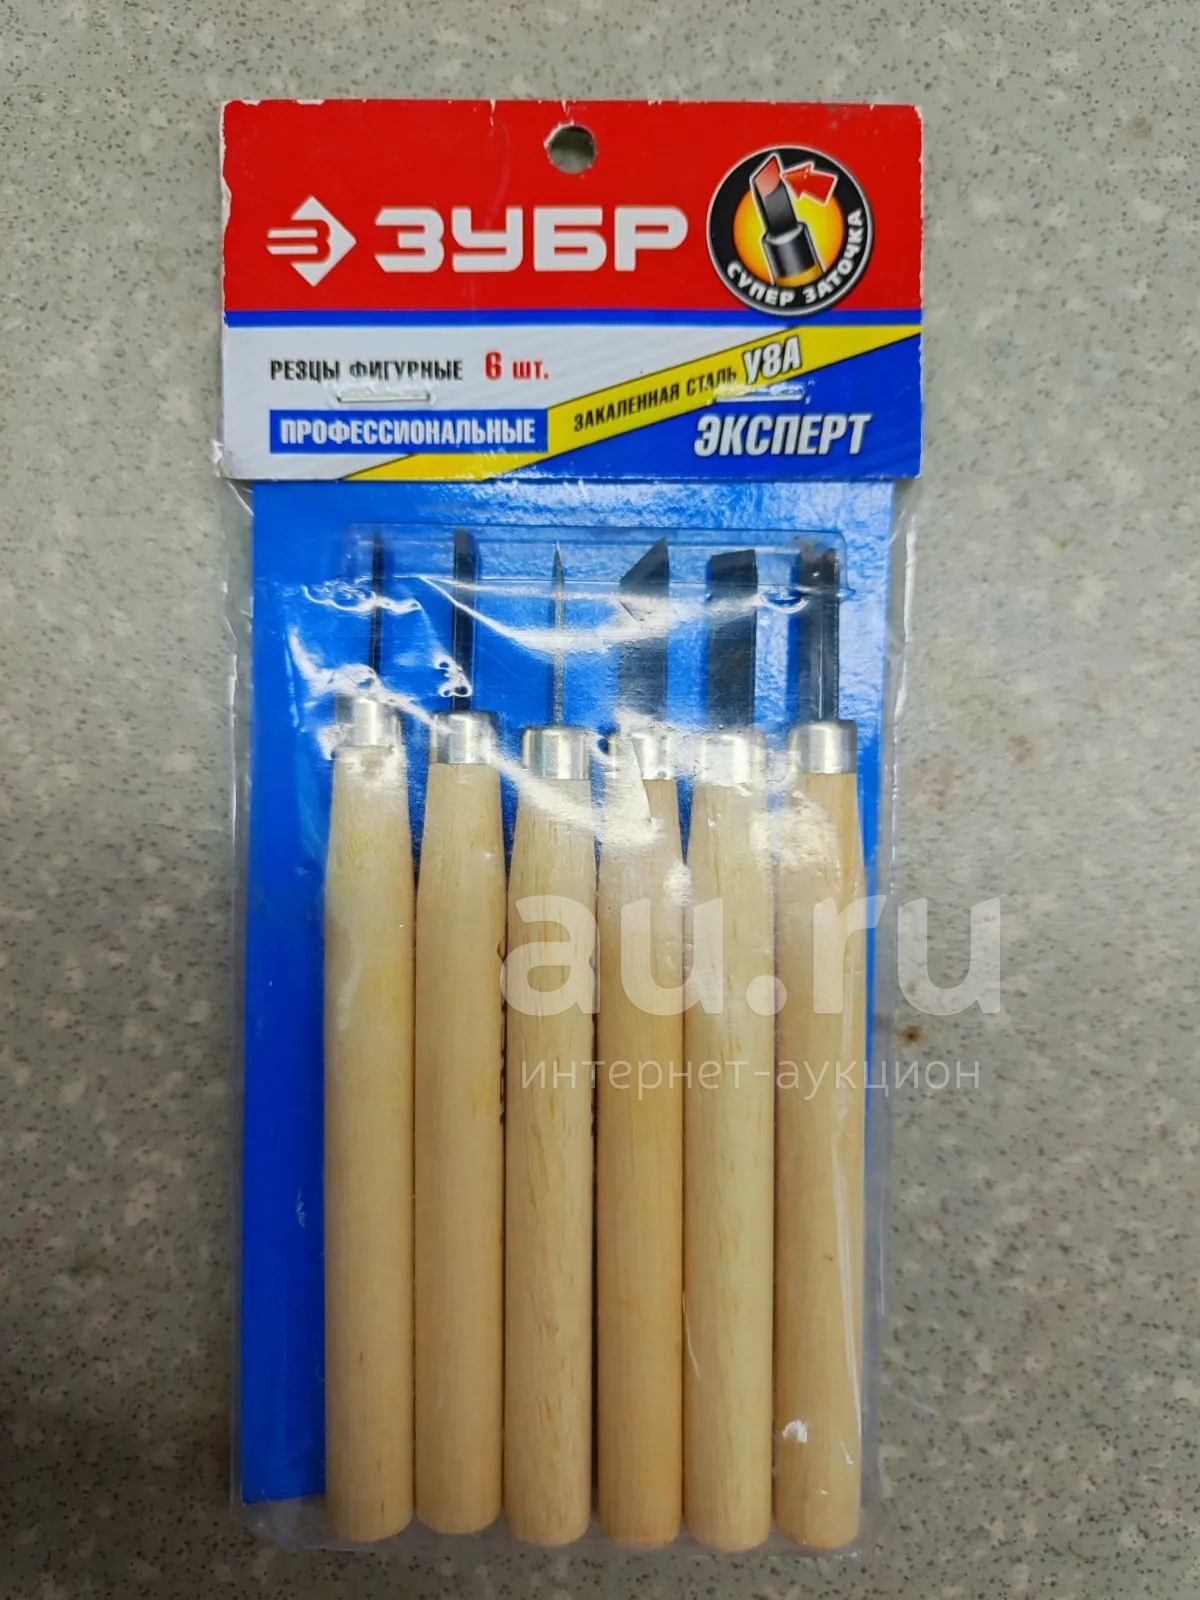 ЗУБР
СУПЕР ЗАТОЧКА
РЕЗЦЫ ФИГУРНЫЕ 6 шт.
ЗАКАЛЕННАЯ СТАЛЬ У8А
ПРОФЕССИОНАЛЬНЫЕ
ЭКСПЕРТ
au.ru
интернет-аукцион